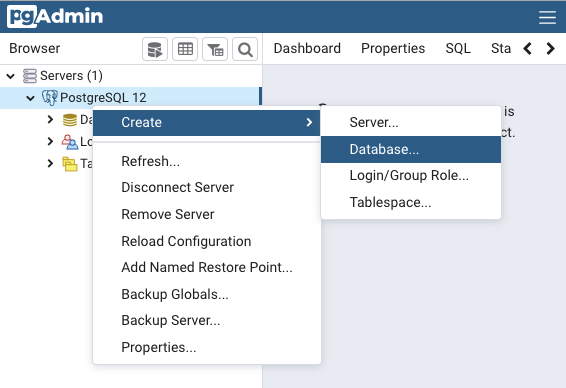 pgAdmin
Browser
Dashboard Properties SQL Sta
Servers (1)
PostgreSQL 12
Da
Lo
Ta
Create
Refresh...
Disconnect Server
Remove Server
Reload Configuration
Add Named Restore Point...
Backup Globals...
Backup Server...
Properties...
Server...
Database...
Login/Group Role...
Tablespace...
is
ct.